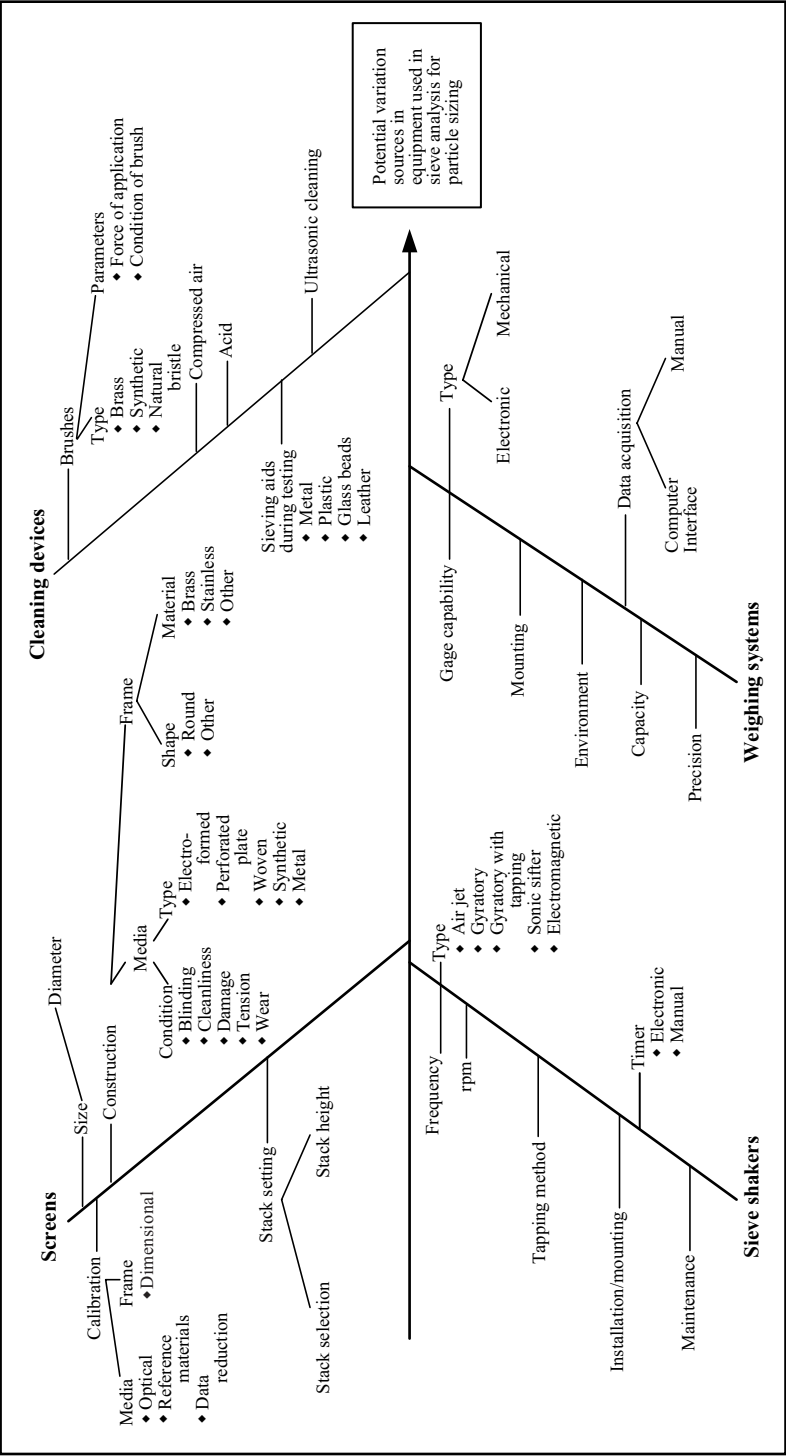 Screens
Size
Diameter
Calibration
Media
Optical
Reference
materials
Data
reduction
Frame
Dimensional
Construction
Frame
Shape
Round
Other
Material
Brass
Stainless
Other
Media
Condition
Blinding
Cleanliness
Damage
Tension
Wear
Type
Electro-
formed
Perforated
plate
Woven
Synthetic
Metal
Stack setting
Stack selection
Stack height
Cleaning devices
Brushes
Type
Brass
Synthetic
Natural
bristle
Parameters
Force of application
Condition of brush
Compressed air
Acid
Sieving aids
during testing
Metal
Plastic
Glass beads
Leather
Ultrasonic cleaning
Potential variation
sources in
equipment used in
sieve analysis for
particle sizing
Frequency
Type
Air jet
Gyratory
Gyratory with
tapping
Sonic sifter
Electromagnetic
rpm
Tapping method
Installation/mounting
Timer
Electronic
Manual
Maintenance
Sieve shakers
Gage capability
Type
Electronic
Mechanical
Mounting
Environment
Data acquisition
Computer
Interface
Manual
Capacity
Precision
Weighing systems